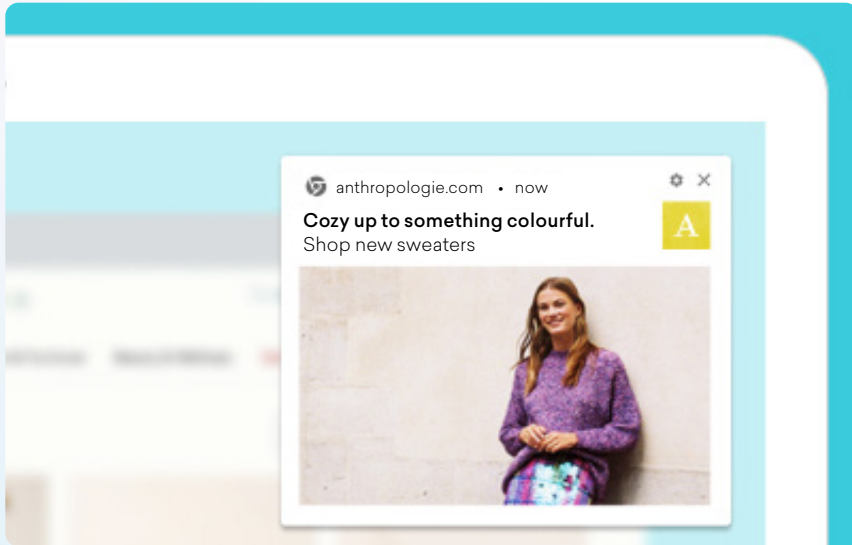 anthropologie.com • now
Cozy up to something colourful.
Shop new sweaters
A